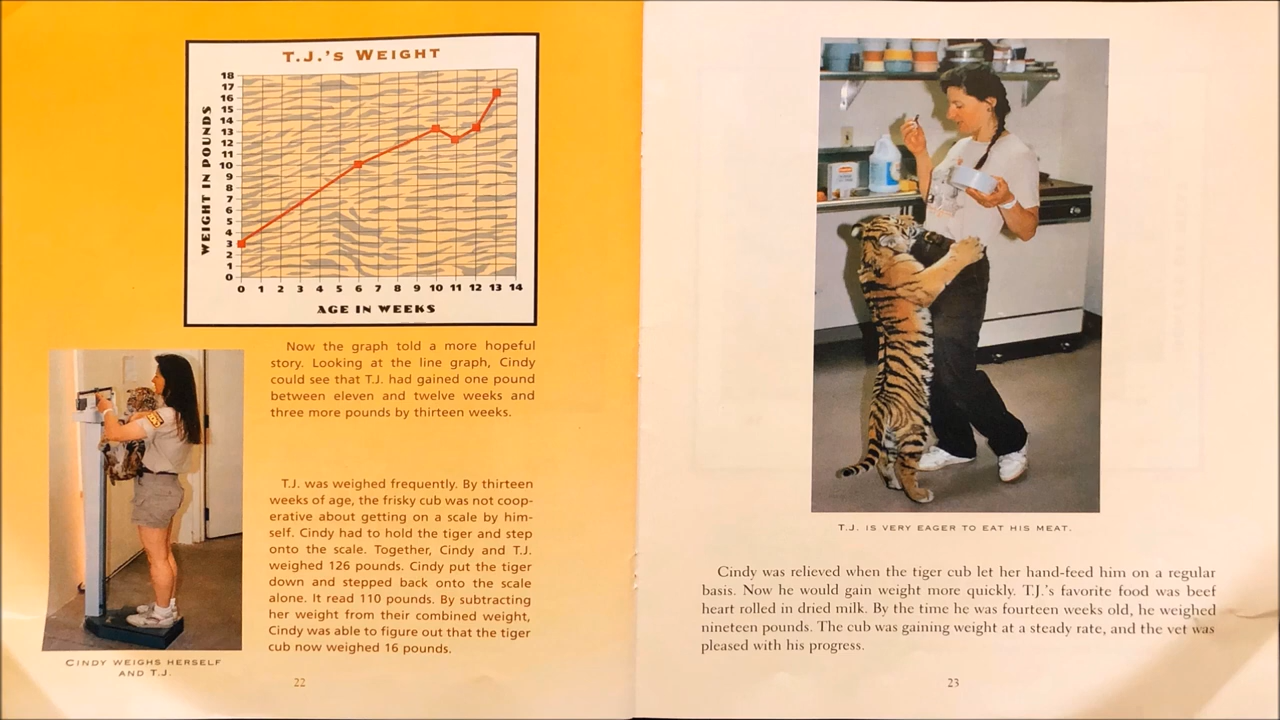 T.J.'s Weight
18
17
16
15
14
13
12
11
10
9
8
7
6
5
4
3
2
1
0
WEIGHT IN POUNDS
0 1 2 3 4 5 6 7 8 9 10 11 12 13 14
AGE IN WEEKS
Now the graph told a more hopeful
story. Looking at the line graph, Cindy
could see that T.J. had gained one pound
between eleven and twelve weeks and
three more pounds by thirteen weeks.
T.J. was weighed frequently. By thirteen
weeks of age, the frisky cub was not coop-
erative about getting on a scale by him-
self. Cindy had to hold the tiger and step
onto the scale. Together, Cindy and T.J.
weighed 126 pounds. Cindy put the tiger
down and stepped back onto the scale
alone. It read 110 pounds. By subtracting
her weight from their combined weight,
Cindy was able to figure out that the tiger
cub now weighed 16 pounds.
CINDY WEIGHS HERSELF
AND T.J.
22
T.J. IS VERY EAGER TO EAT HIS MEAT.
Cindy was relieved when the tiger cub let her hand-feed him on a regular
basis. Now he would gain weight more quickly. T.J.'s favorite food was beef
heart rolled in dried milk. By the time he was fourteen weeks old, he weighed
nineteen pounds. The cub was gaining weight at a steady rate, and the vet was
pleased with his progress.
23